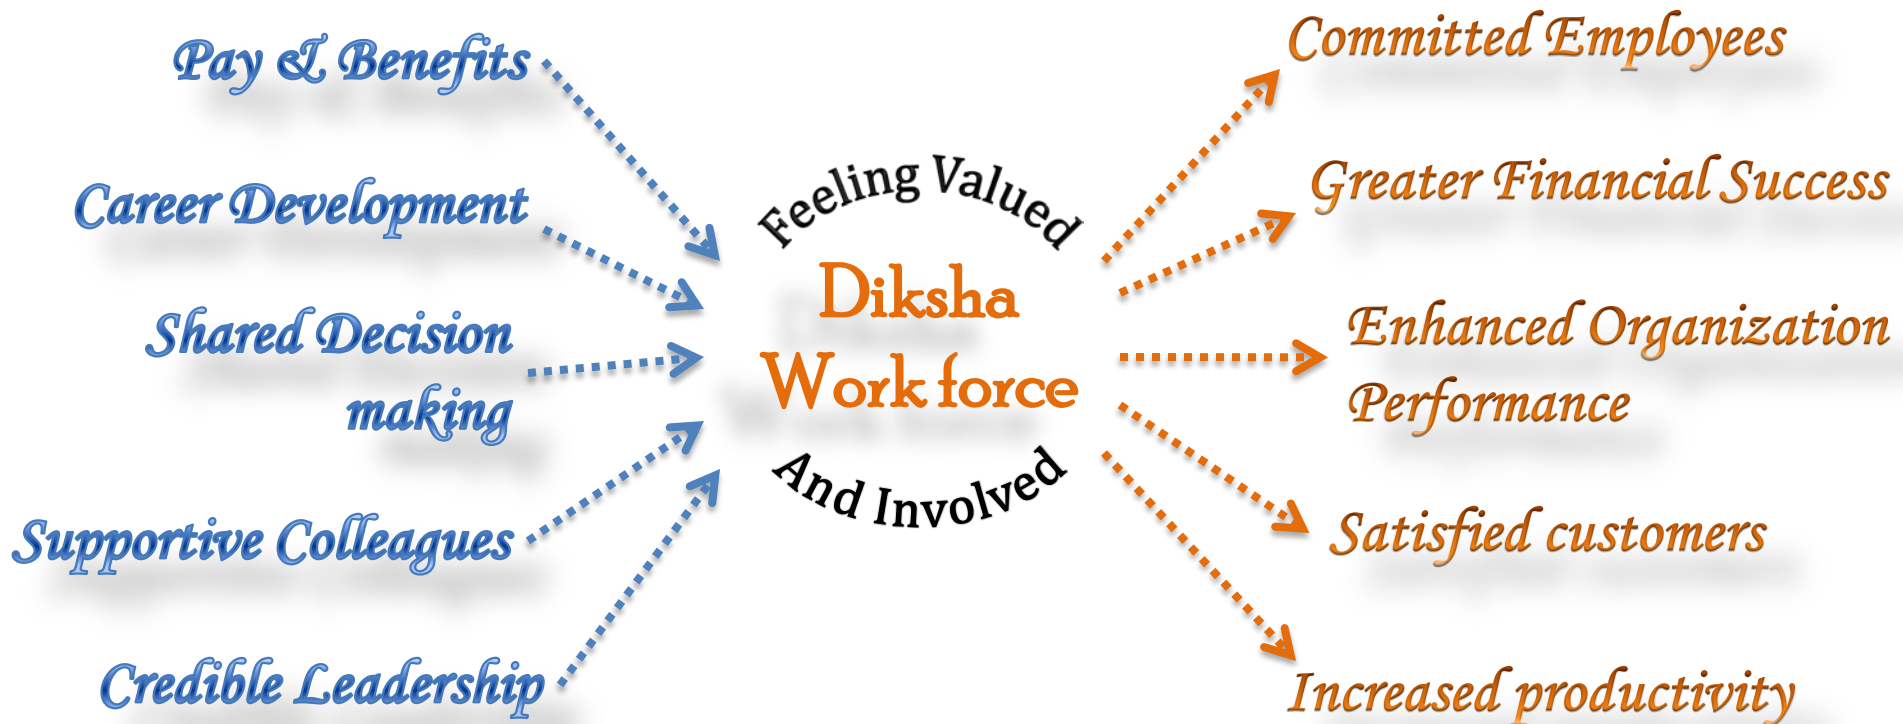 Pay & Benefits
Career Development
Shared Decision
making
Supportive Colleagues
Credible Leadership
Feeling Valued
Diksha
Work force
And Involved
Committed Employees
Greater Financial Success
Enhanced Organization
Performance
Satisfied customers
Increased productivity